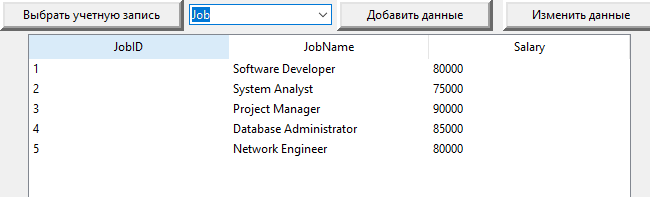 Выбрать учетную запись Job Добавить данные Изменить данные
JobID JobName Salary
1 Software Developer 80000
2 System Analyst 75000
3 Project Manager 90000
4 Database Administrator 85000
5 Network Engineer 80000